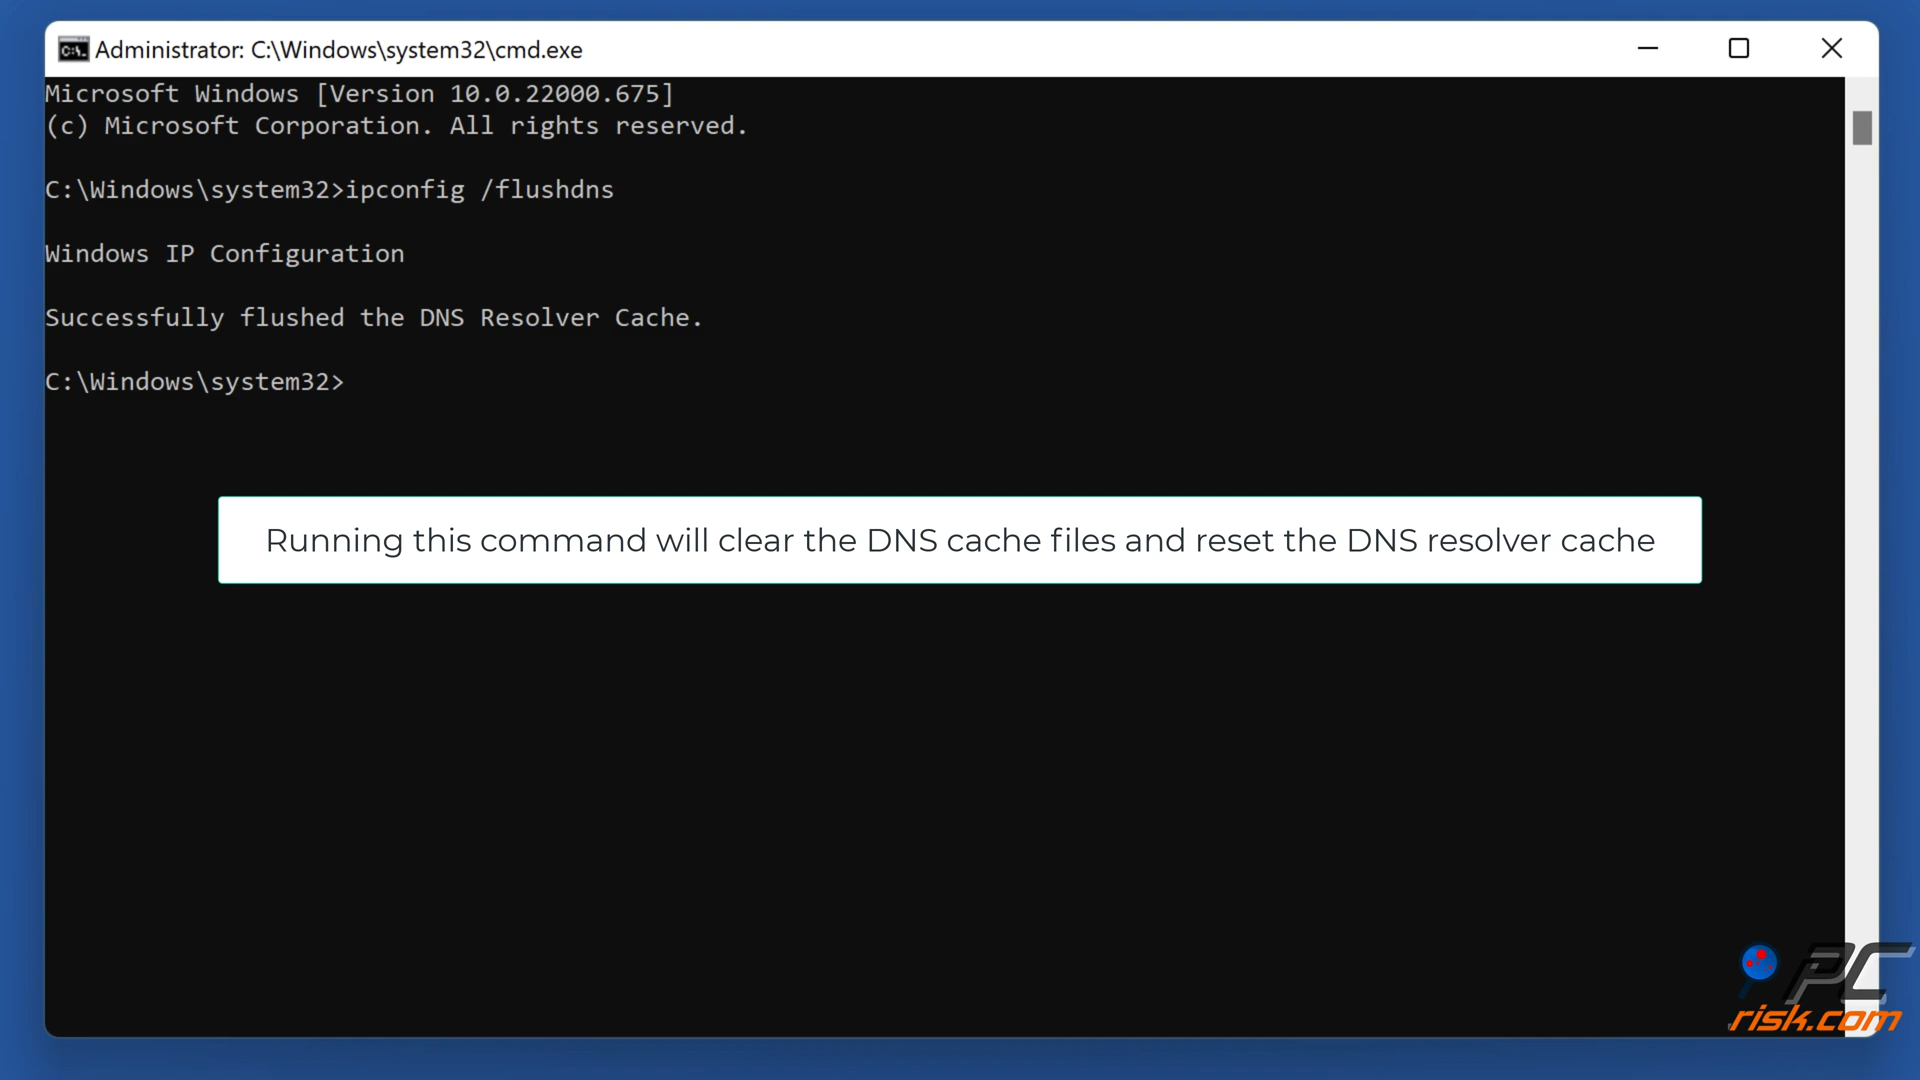 Administrator: C:\Windows\system32\cmd.exe
Microsoft Windows [Version 10.0.22000.675]
(c) Microsoft Corporation. All rights reserved.
C:\Windows\system32>ipconfig /flushdns
Windows IP Configuration
Successfully flushed the DNS Resolver Cache.
C:\Windows\system32>
Running this command will clear the DNS cache files and reset the DNS resolver cache
PC
risk.com